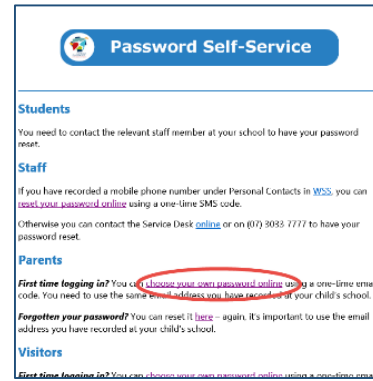 Password Self-Service
Students
You need to contact the relevant staff member at your school to have your password
reset.
Staff
If you have recorded a mobile phone number under Personal Contacts in WSS, you can
reset your password online using a one-time SMS code.
Otherwise you can contact the Service Desk online or on (07) 3033 7777 to have your
password reset.
Parents
First time logging in? You can choose your own password online using a one-time ema
code. You need to use the same email address you have recorded at your child's school.
Forgotten your password? You can reset it here – again, it's important to use the email
address you have recorded at your child's school.
Visitors
First time logging in? You can choose your own password online using a one-time ema